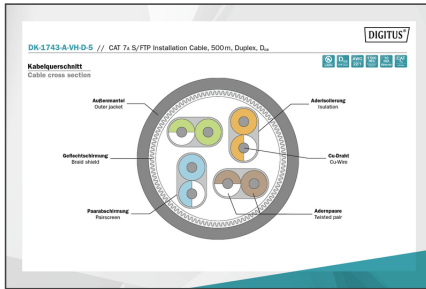 DIGITUS®
DK-1743-A-VH-D-5 // CAT 7A S/FTP Installation Cable, 500 m, Duplex, Dca
Kabelquerschnitt
Cable cross section
Außenmantel
Outer jacket
Aderisolierung
Insulation
Geflechtschirmung
Braid shield
Cu-Draht
Cu-Wire
Paarabschirmung
Pairscreen
Aderpaare
Twisted pair